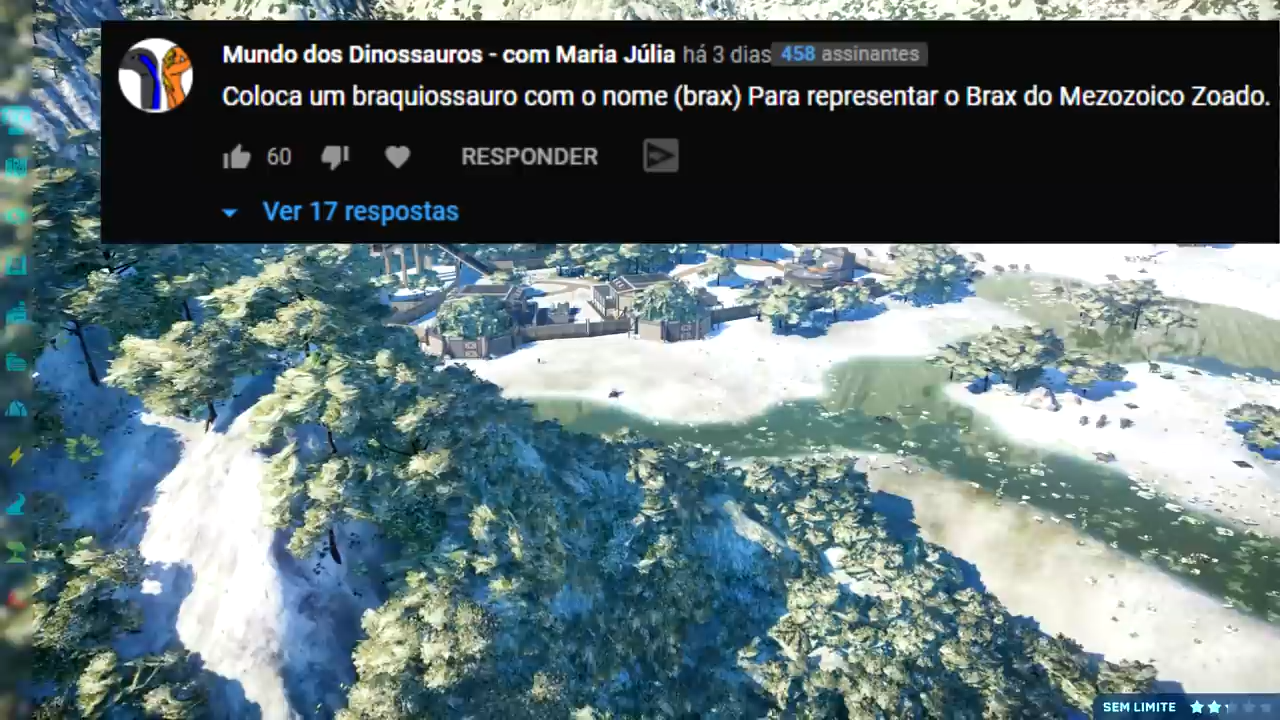 Mundo dos Dinossauros - com Maria Júlia há 3 dias 458 assinantes
Coloca um braquiossauro com o nome (brax) Para representar o Brax do Mezozoico Zoado.
60 RESPONDER
Ver 17 respostas
SEM LIMITE